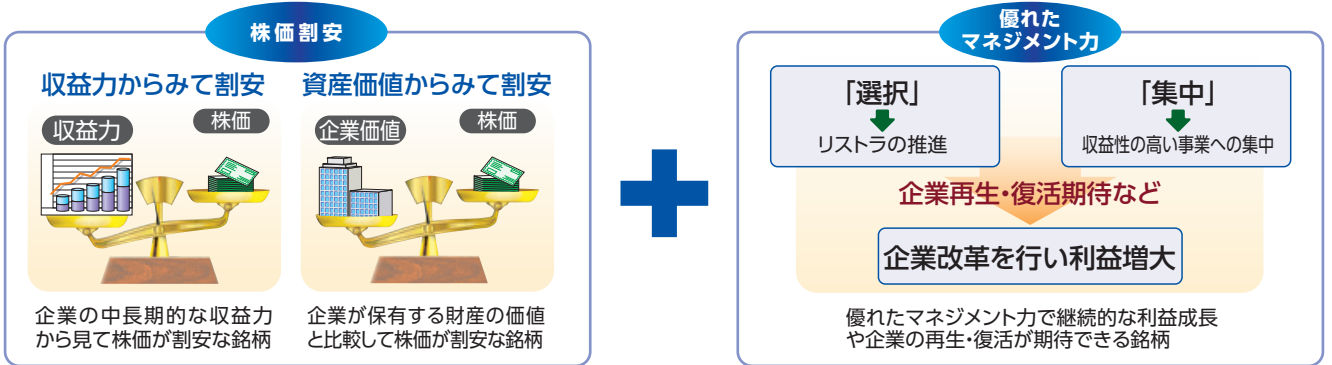 株価割安
収益力からみて割安
収益力
株価
企業の中長期的な収益力
から見て株価が割安な銘柄
資産価値からみて割安
企業価値
株価
企業が保有する財産の価値
と比較して株価が割安な銘柄
優れた
マネジメント力
「選択」
リストラの推進
「集中」
収益性の高い事業への集中
企業再生・復活期待など
企業改革を行い利益増大
優れたマネジメント力で継続的な利益成長
や企業の再生・復活が期待できる銘柄